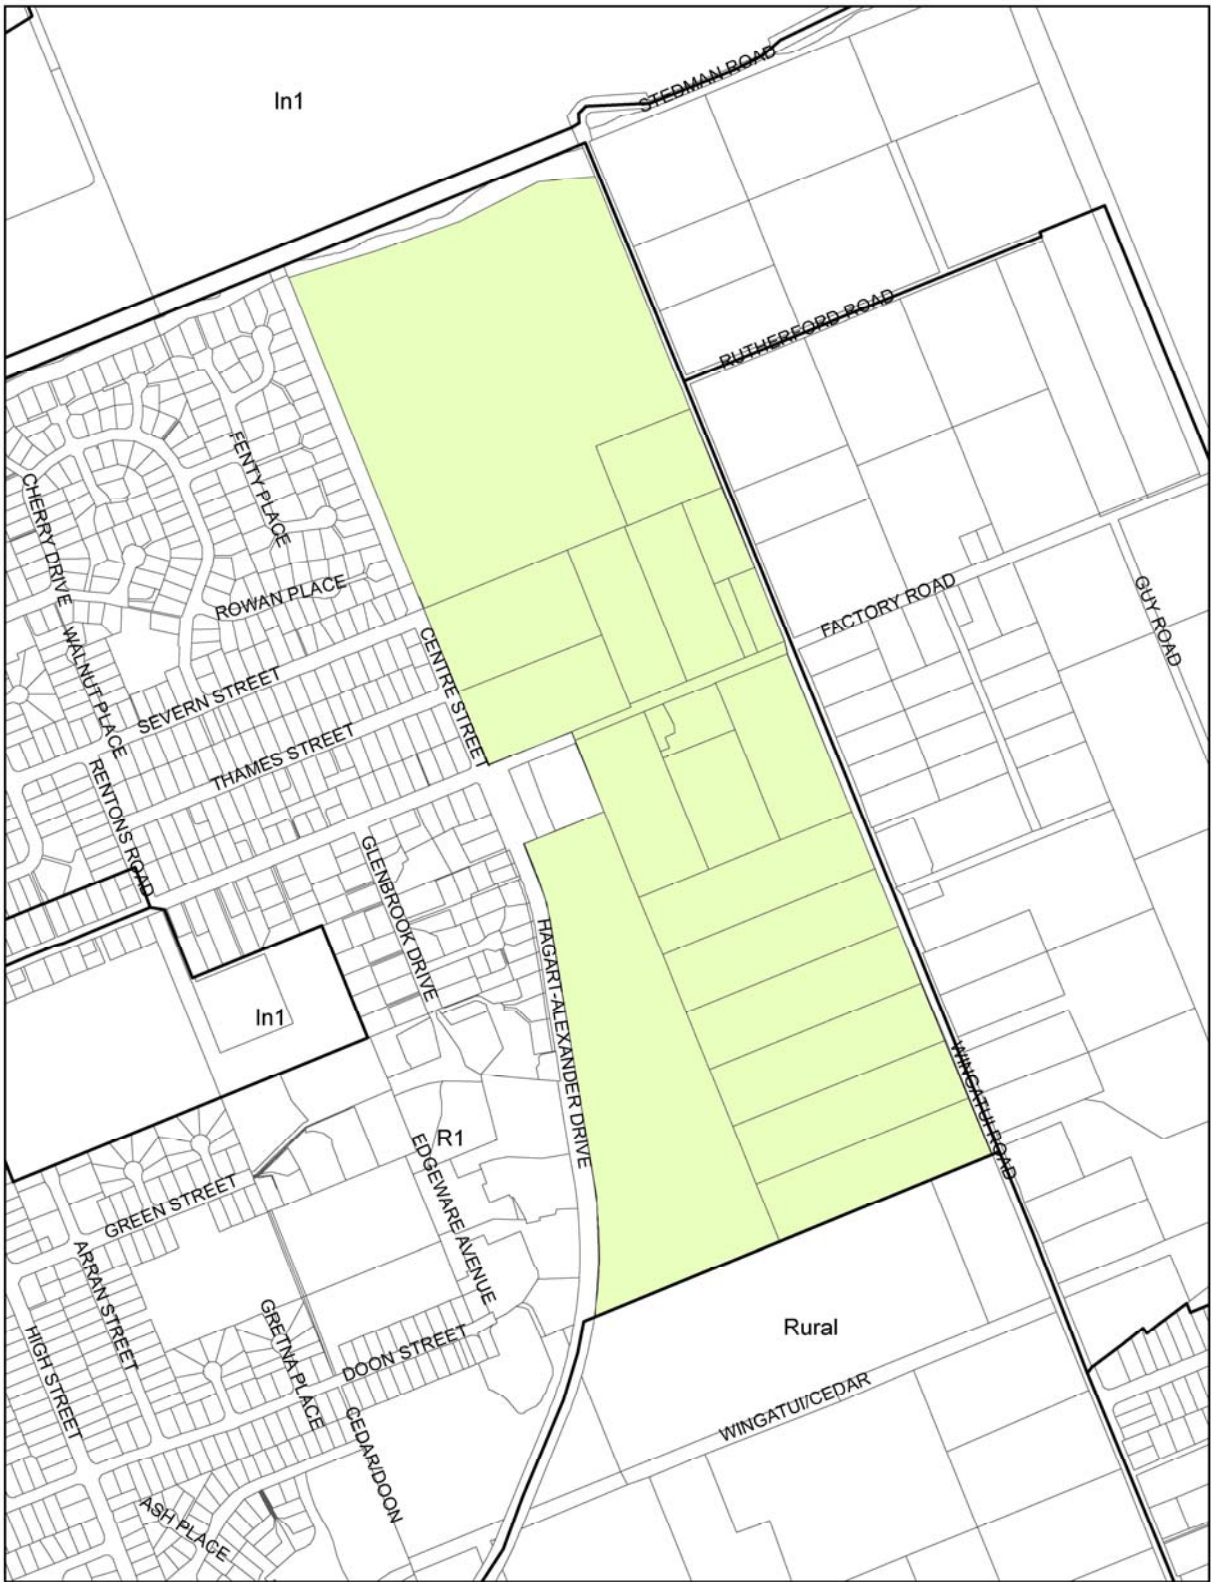 In1
STEDMAN ROAD
RUTHERFORD ROAD
FENTY PLACE
CHERRY DRIVE
ROWAN PLACE
FACTORY ROAD
GUY ROAD
WALNUT PLACE
CENTRE STREET
SEVERN STREET
THAMES STREET
RENTONS ROAD
GLENBROOK DRIVE
HAGART-ALEXANDER DRIVE
In1
WINGATUI ROAD
R1
EDGEWARE AVENUE
GREEN STREET
ARRAN STREET
GRETNA PLACE
HIGH STREET
DOON STREET
Rural
WINGATUI/CEDAR
CEDAR/DOON
ASH PLACE